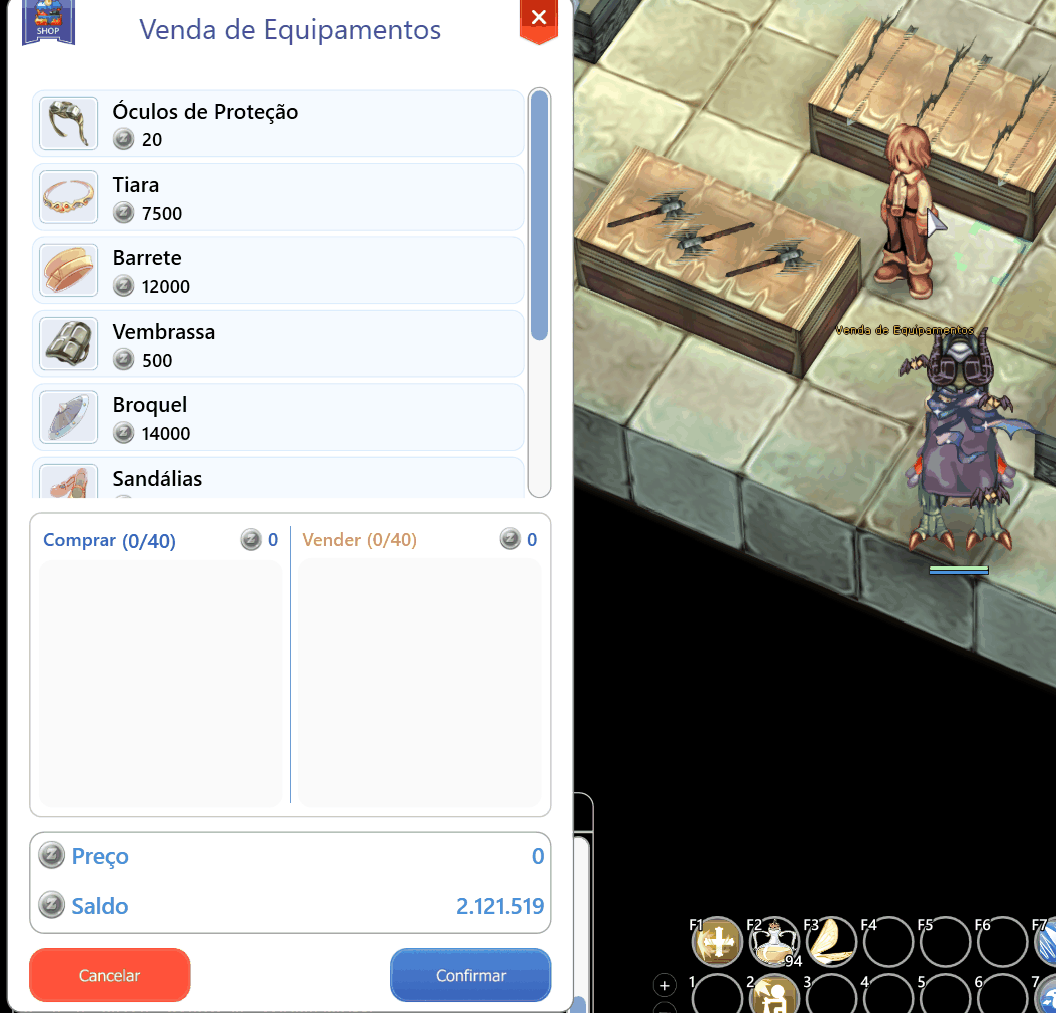 SHOP
Venda de Equipamentos
Óculos de Proteção
20
Tiara
7500
Barrete
12000
Vembrassa
500
Broquel
14000
Sandálias
Venda de Equipamentos
Comprar (0/40) 0 Vender (0/40) 0
Preço 0
Saldo 2.121.519
Cancelar Confirmar
F1 F2 F3 F4 F5 F6 F7
94
1 2 3 4 5 6 7